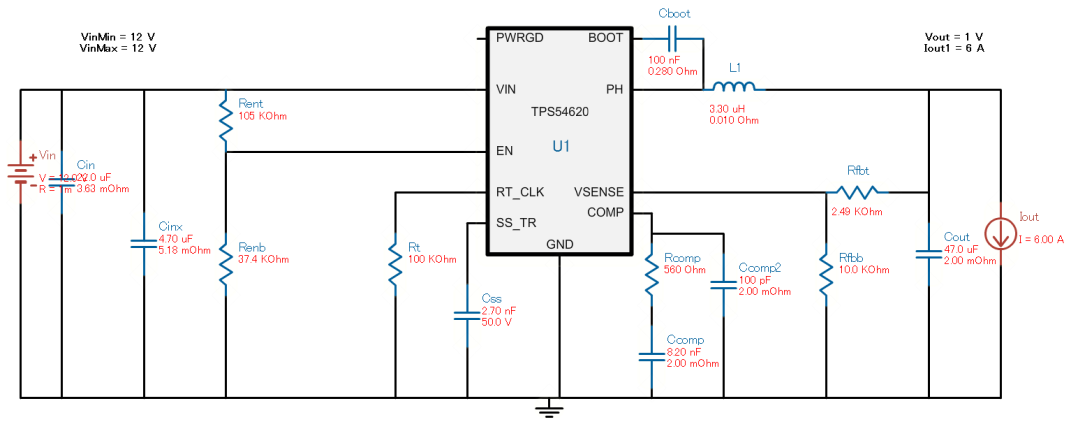 VinMin = 12 V
VinMax = 12 V
Cboot
100 nF
0.280 Ohm
Vout = 1 V
Iout1 = 6 A
PWRGD
BOOT
L1
3.30 uH
0.010 Ohm
VIN
PH
TPS54620
U1
EN
RT_CLK
VSENSE
COMP
SS_TR
GND
Rent
105 KOhm
Vin
Cin
3.63 mOhm
Cinx
4.70 uF
5.18 mOhm
Renb
37.4 KOhm
Rt
100 KOhm
Css
2.70 nF
50.0 V
Rcomp
560 Ohm
Ccomp2
100 pF
2.00 mOhm
Ccomp
8.20 nF
2.00 mOhm
Rfbt
2.49 KOhm
Rfbb
10.0 KOhm
Cout
47.0 uF
2.00 mOhm
Iout
I = 6.00 A